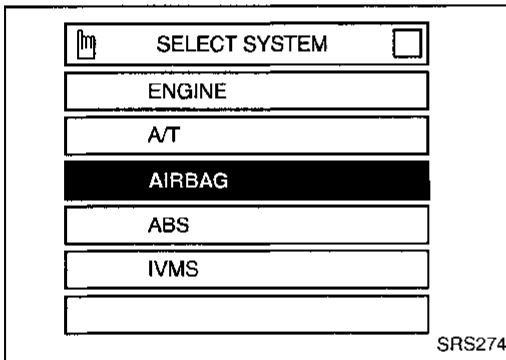 SELECT SYSTEM
ENGINE
A/T
AIRBAG
ABS
IVMS
SRS274